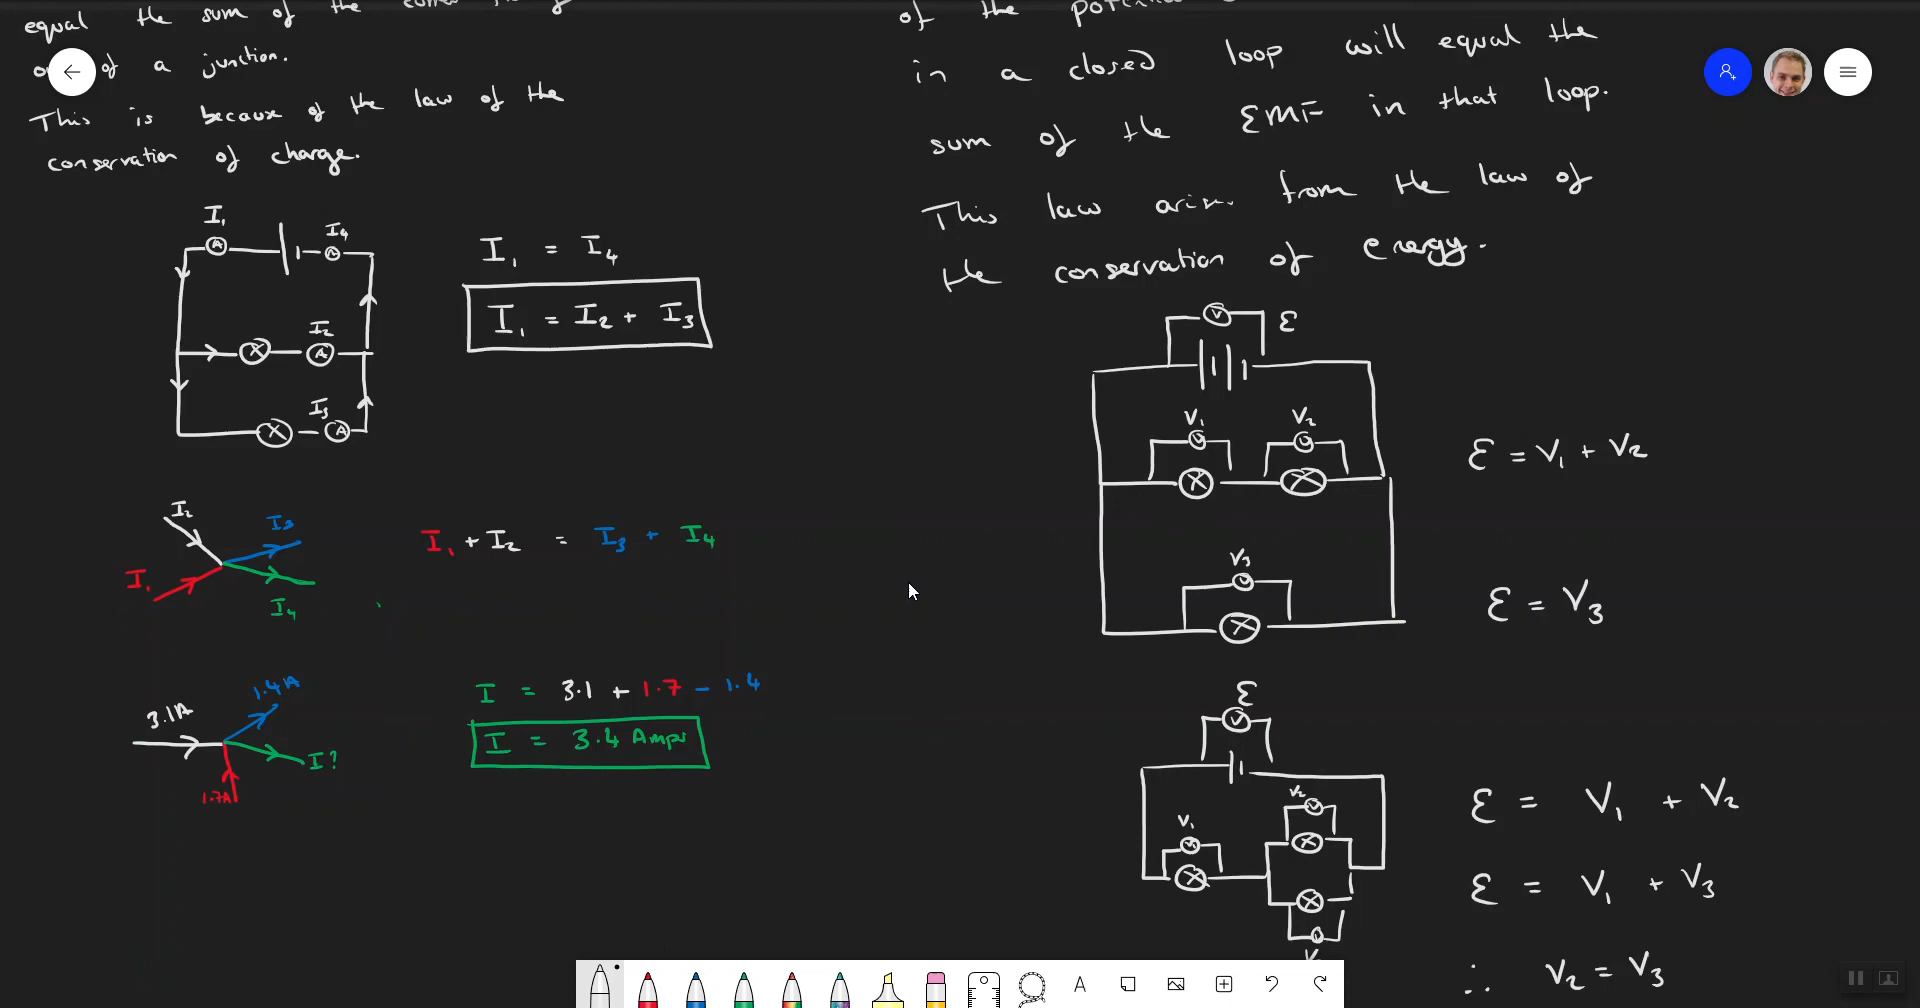 equal the sum of the
of a junction.
This is because of the law of the
conservation of charge.
I₁
A
I₄
A
I₂
A
I₃
A
I₁ = I₄
I₁ = I₂ + I₃
I₂
I₃
I₁
I₄
I₁ + I₂ = I₃ + I₄
3.1A
1.4A
I?
1.7A
I = 3.1 + 1.7 - 1.4
I = 3.4 Amps
of the
in a closed loop will equal the
sum of the EMF in that loop.
This law
from the law of
the conservation of energy.
V
ε
V₁
V
V₂
V
ε = V₁ + V₂
V₃
V
ε = V₃
ε
V
V₁
V
V₂
V
V
ε = V₁ + V₂
ε = V₁ + V₃
∴ V₂ = V₃
A